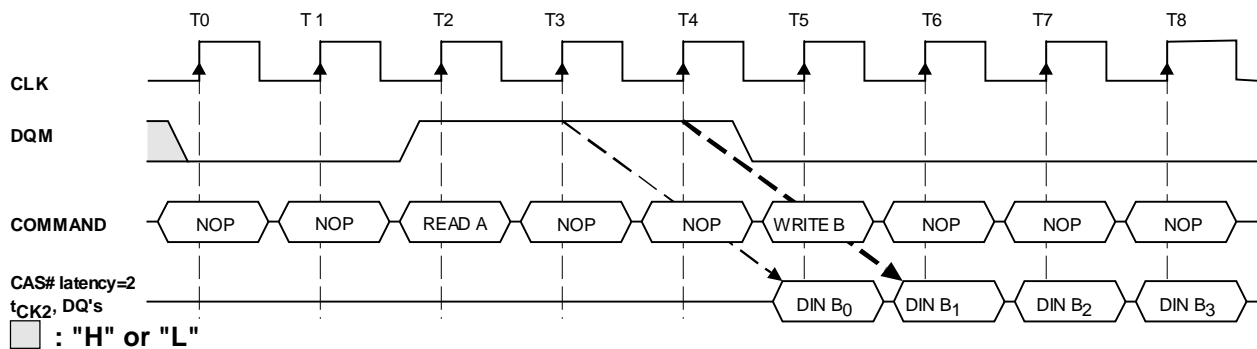 T0 T 1 T2 T3 T4 T5 T6 T7 T8
CLK
DQM
COMMAND NOP NOP READ A NOP NOP WRITE B NOP NOP NOP
CAS# latency=2
tCK2, DQ's DIN B0 DIN B1 DIN B2 DIN B3
: "H" or "L"